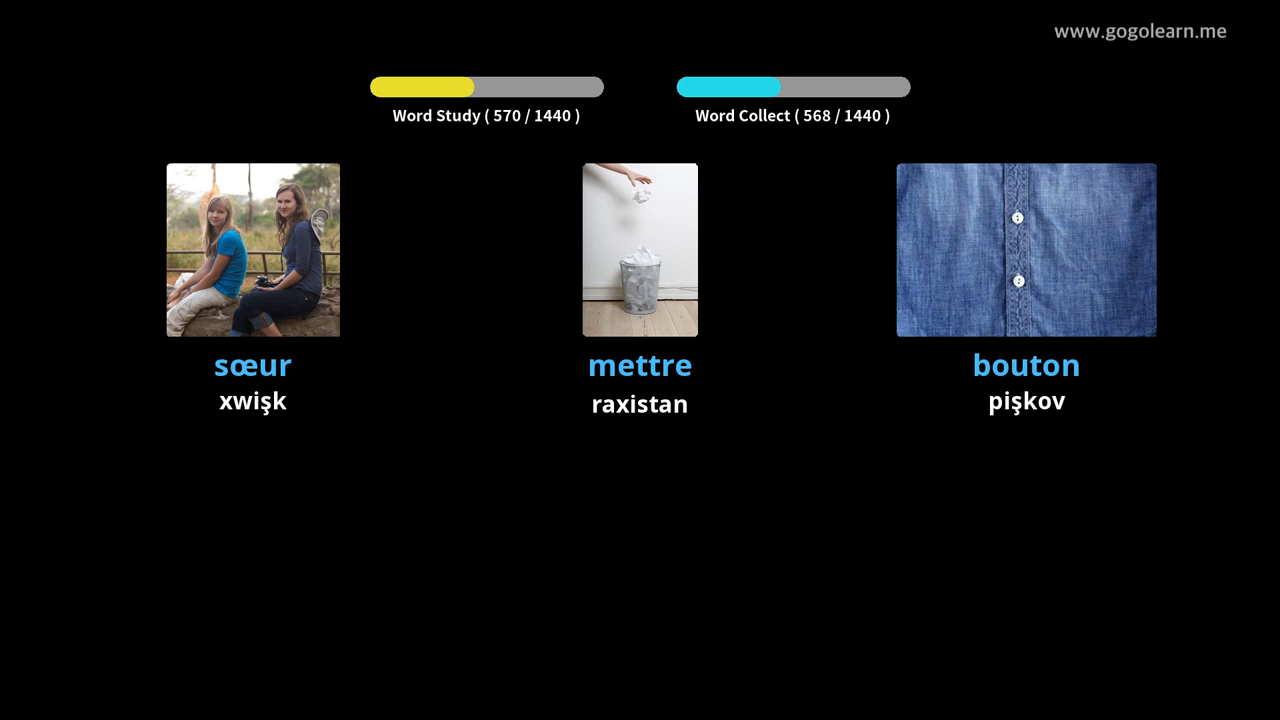 www.gogolearn.me
Word Study ( 570 / 1440 )
Word Collect ( 568 / 1440 )
sœur
xwişk
mettre
raxistan
bouton
pişkov